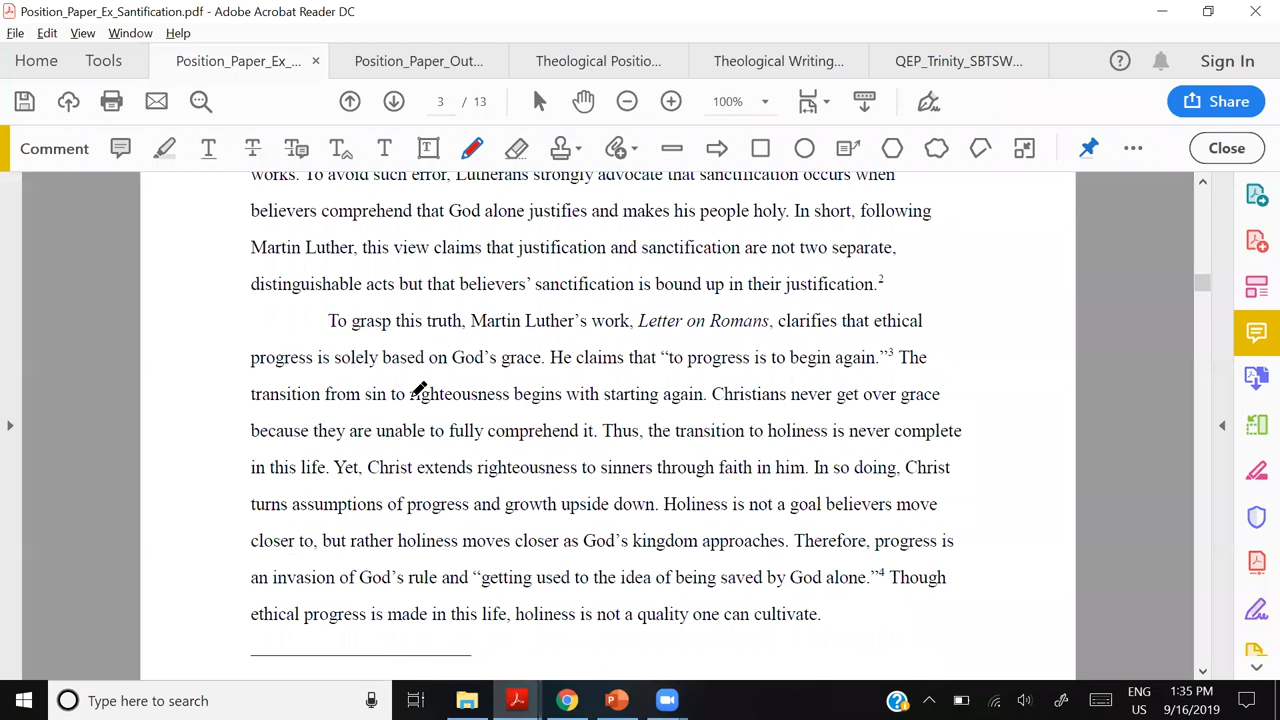 Position_Paper_Ex_Santification.pdf - Adobe Acrobat Reader DC
File Edit View Window Help
Home Tools Position_Paper_Ex_... × Position_Paper_Out... Theological Positio... Theological Writing... QEP_Trinity_SBTSW... Sign In
3 / 13 100% Share
Comment Close
works. To avoid such error, Lutherans strongly advocate that sanctification occurs when
believers comprehend that God alone justifies and makes his people holy. In short, following
Martin Luther, this view claims that justification and sanctification are not two separate,
distinguishable acts but that believers’ sanctification is bound up in their justification.2
To grasp this truth, Martin Luther’s work, Letter on Romans, clarifies that ethical
progress is solely based on God’s grace. He claims that “to progress is to begin again.”3 The
transition from sin to righteousness begins with starting again. Christians never get over grace
because they are unable to fully comprehend it. Thus, the transition to holiness is never complete
in this life. Yet, Christ extends righteousness to sinners through faith in him. In so doing, Christ
turns assumptions of progress and growth upside down. Holiness is not a goal believers move
closer to, but rather holiness moves closer as God’s kingdom approaches. Therefore, progress is
an invasion of God’s rule and “getting used to the idea of being saved by God alone.”4 Though
ethical progress is made in this life, holiness is not a quality one can cultivate.
Type here to search
ENG
US
1:35 PM
9/16/2019